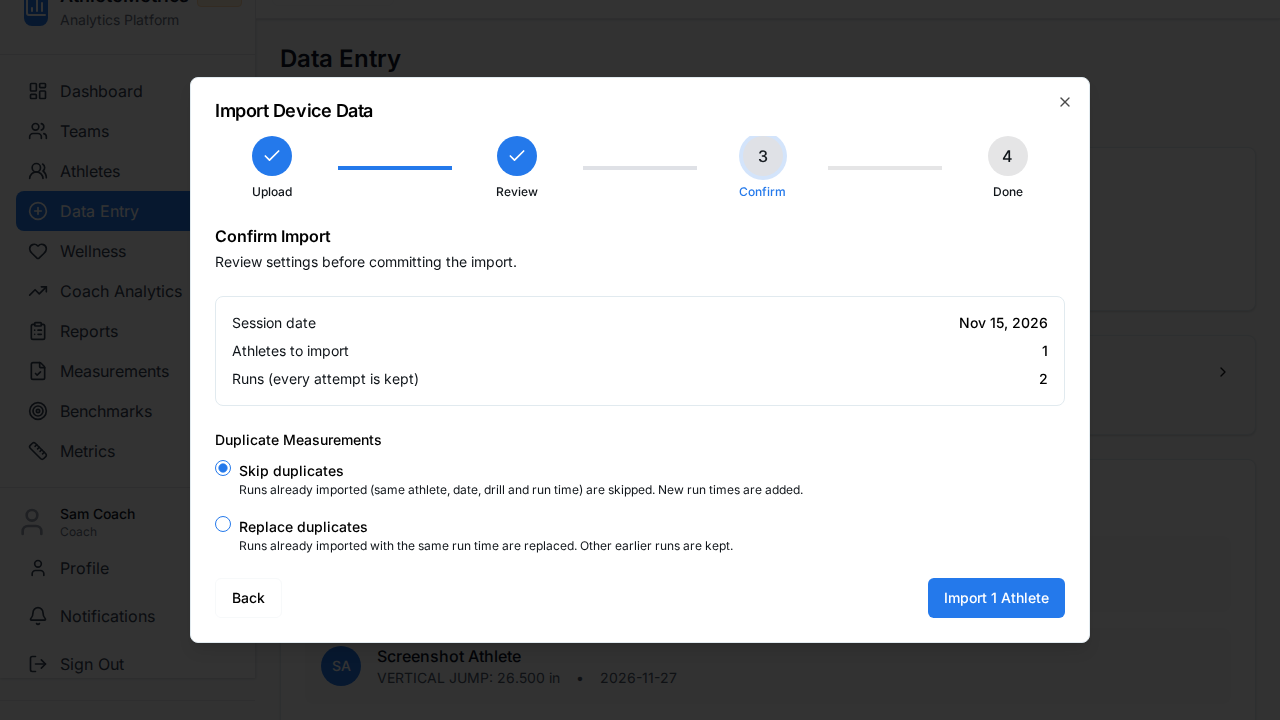 Analytics Platform
Dashboard
Teams
Athletes
Data Entry
Wellness
Coach Analytics
Reports
Measurements
Benchmarks
Metrics
Sam Coach
Coach
Profile
Notifications
Sign Out
Data Entry
Import Device Data
3
4
Upload
Review
Confirm
Done
Confirm Import
Review settings before committing the import.
Session date
Nov 15, 2026
Athletes to import
1
Runs (every attempt is kept)
2
Duplicate Measurements
Skip duplicates
Runs already imported (same athlete, date, drill and run time) are skipped. New run times are added.
Replace duplicates
Runs already imported with the same run time are replaced. Other earlier runs are kept.
Back
Import 1 Athlete
SA
Screenshot Athlete
VERTICAL JUMP: 26.500 in • 2026-11-27